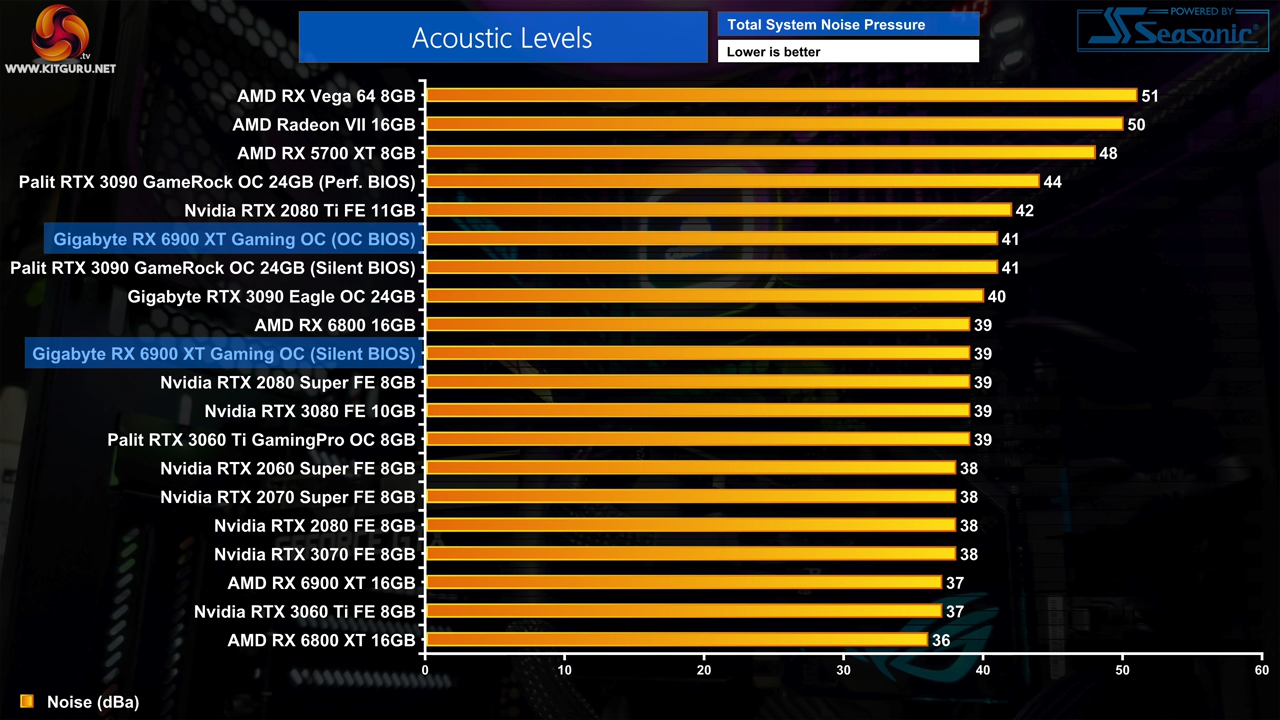 .tv
WWW.KITGURU.NET
Acoustic Levels
Total System Noise Pressure
Lower is better
POWERED BY
Seasonic
AMD RX Vega 64 8GB 51
AMD Radeon VII 16GB 50
AMD RX 5700 XT 8GB 48
Palit RTX 3090 GameRock OC 24GB (Perf. BIOS) 44
Nvidia RTX 2080 Ti FE 11GB 42
Gigabyte RX 6900 XT Gaming OC (OC BIOS) 41
Palit RTX 3090 GameRock OC 24GB (Silent BIOS) 41
Gigabyte RTX 3090 Eagle OC 24GB 40
AMD RX 6800 16GB 39
Gigabyte RX 6900 XT Gaming OC (Silent BIOS) 39
Nvidia RTX 2080 Super FE 8GB 39
Nvidia RTX 3080 FE 10GB 39
Palit RTX 3060 Ti GamingPro OC 8GB 39
Nvidia RTX 2060 Super FE 8GB 38
Nvidia RTX 2070 Super FE 8GB 38
Nvidia RTX 2080 FE 8GB 38
Nvidia RTX 3070 FE 8GB 38
AMD RX 6900 XT 16GB 37
Nvidia RTX 3060 Ti FE 8GB 37
AMD RX 6800 XT 16GB 36
0 10 20 30 40 50 60
Noise (dBa)